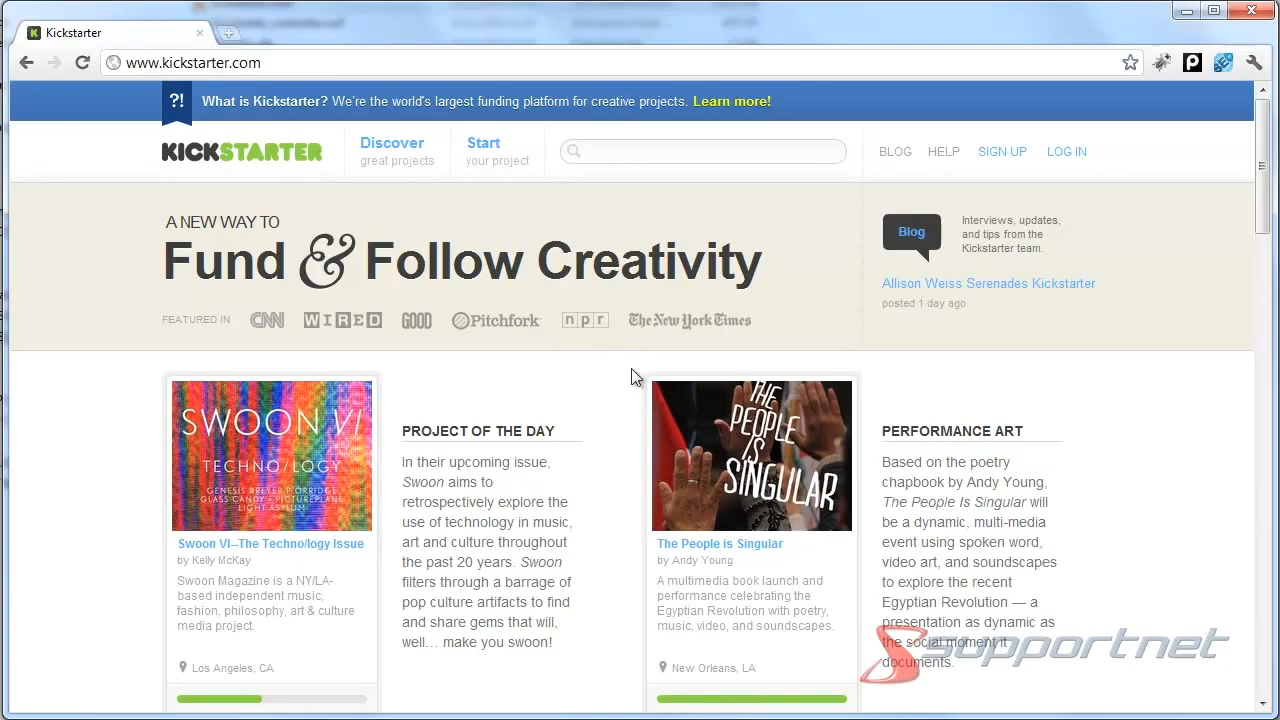 Kickstarter
www.kickstarter.com
?! What is Kickstarter? We're the world's largest funding platform for creative projects. Learn more!
KICKSTARTER
Discover
great projects
Start
your project
BLOG HELP SIGN UP LOG IN
A NEW WAY TO
Fund & Follow Creativity
FEATURED IN CNN WIRED GOOD Pitchfork npr The New York Times
Blog
Interviews, updates,
and tips from the
Kickstarter team.
Allison Weiss Serenades Kickstarter
posted 1 day ago
SWOON VI
TECHNO/LOGY
GENESIS BREYER P-ORRIDGE
GLASS CANDY + PICTUREPLANE
LIGHT ASYLUM
Swoon VI--The Techno/logy Issue
by Kelly McKay
Swoon Magazine is a NY/LA-
based independent music,
fashion, philosophy, art & culture
media project.
Los Angeles, CA
PROJECT OF THE DAY
In their upcoming issue,
Swoon aims to
retrospectively explore the
use of technology in music,
art and culture throughout
the past 20 years. Swoon
filters through a barrage of
pop culture artifacts to find
and share gems that will,
well... make you swoon!
THE
PEOPLE
IS
SINGULAR
The People is Singular
by Andy Young
A multimedia book launch and
performance celebrating the
Egyptian Revolution with poetry,
music, video, and soundscapes.
New Orleans, LA
PERFORMANCE ART
Based on the poetry
chapbook by Andy Young,
The People Is Singular will
be a dynamic, multi-media
event using spoken word,
video art, and soundscapes
to explore the recent
Egyptian Revolution — a
presentation as dynamic as
the social moment it
documents.
supportnet